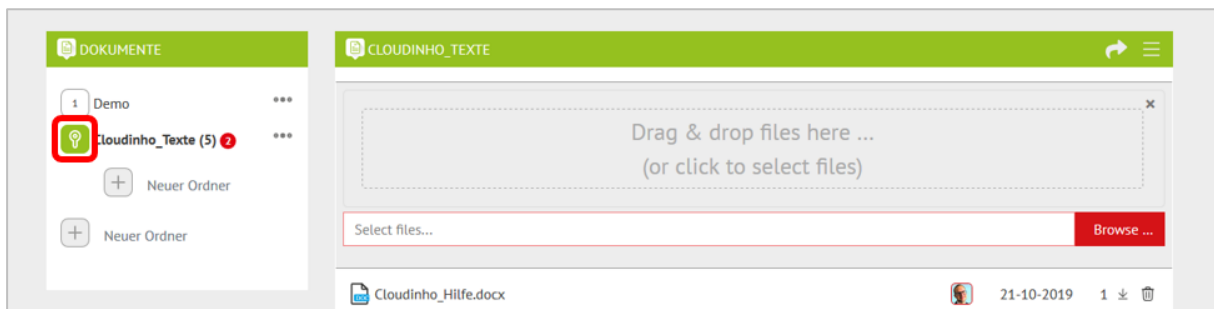 DOKUMENTE
1 Demo •••
Cloudinho_Texte (5) 2 •••
Neuer Ordner
Neuer Ordner
CLOUDINHO_TEXTE
×
Drag & drop files here ...
(or click to select files)
Select files... Browse ...
Cloudinho_Hilfe.docx 21-10-2019 1